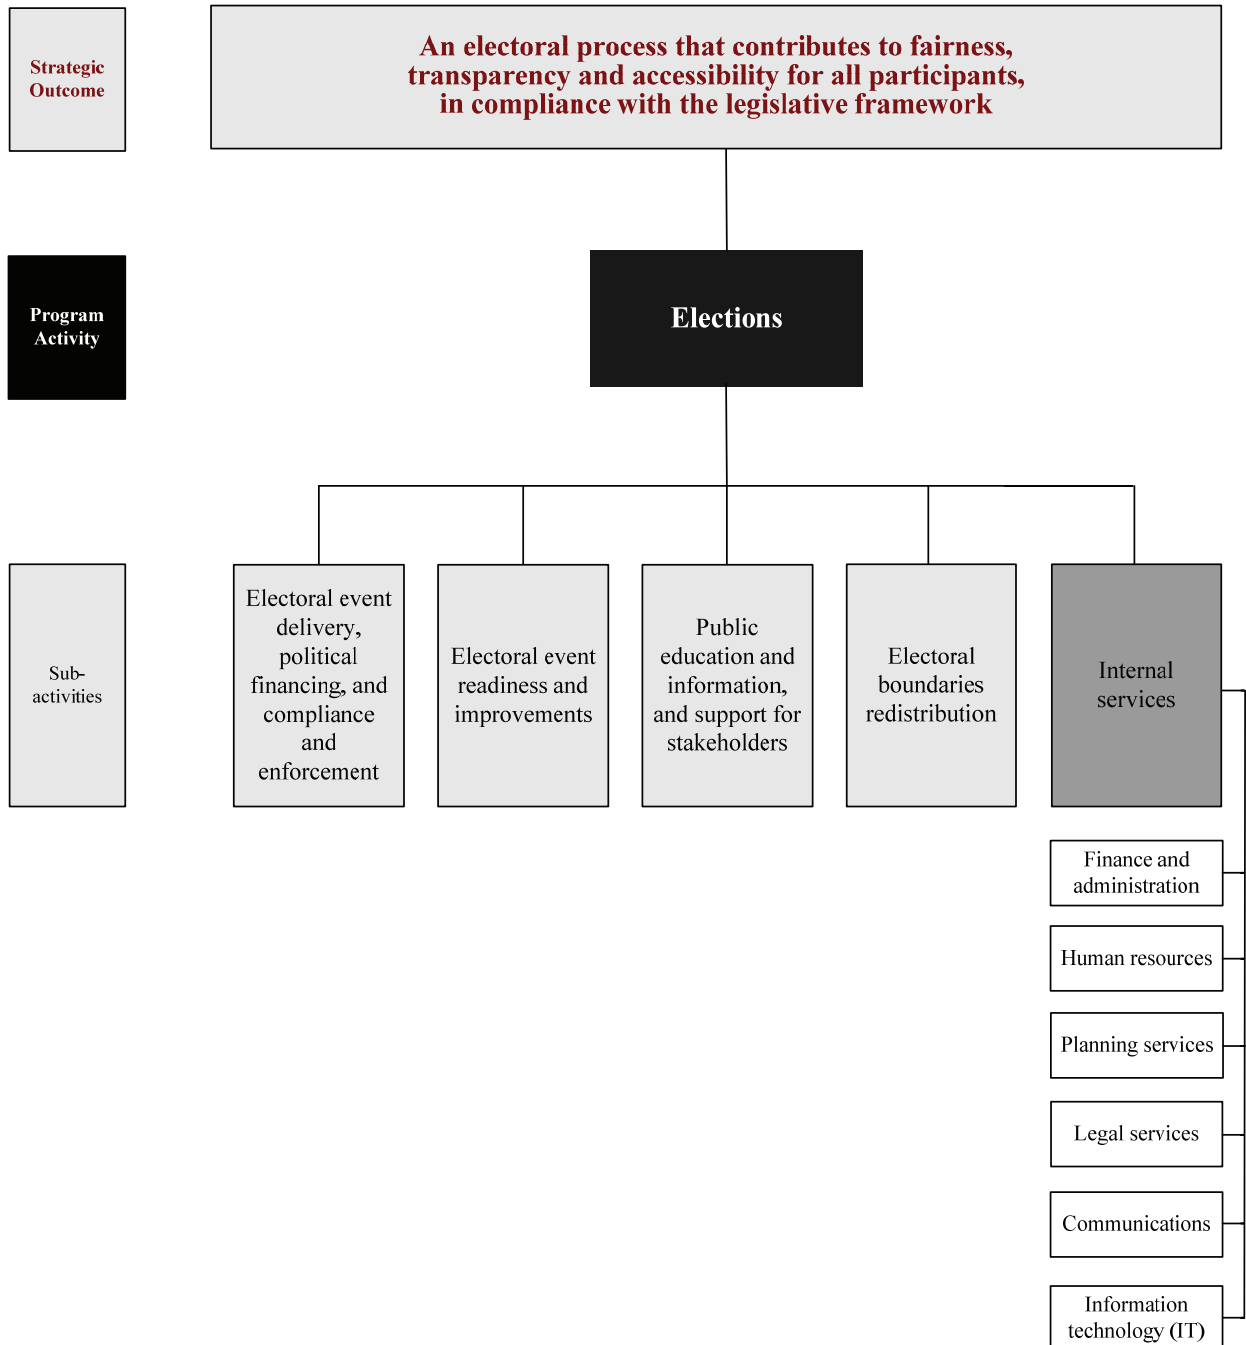 Strategic
Outcome
An electoral process that contributes to fairness,
transparency and accessibility for all participants,
in compliance with the legislative framework
Program
Activity
Elections
Sub-
activities
Electoral event
delivery,
political
financing, and
compliance
and
enforcement
Electoral event
readiness and
improvements
Public
education and
information,
and support for
stakeholders
Electoral
boundaries
redistribution
Internal
services
Finance and
administration
Human resources
Planning services
Legal services
Communications
Information
technology (IT)